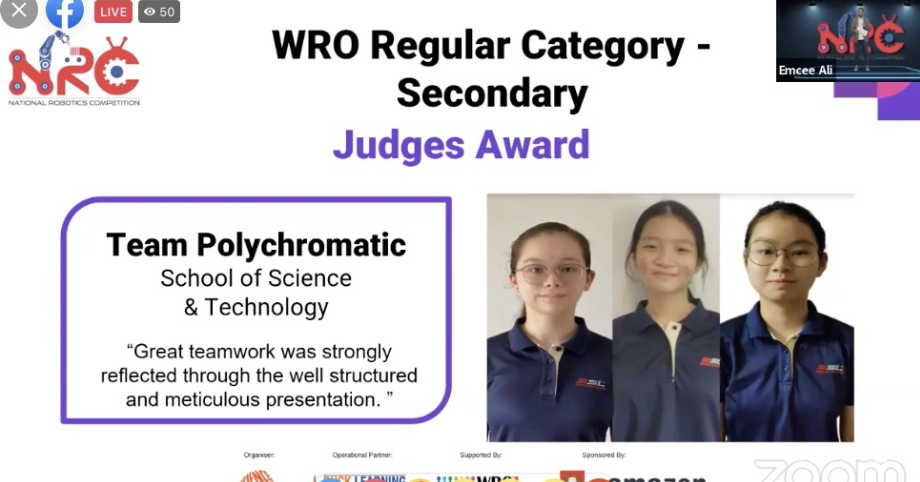 LIVE
50
NRC
NATIONAL ROBOTICS COMPETITION
WRO Regular Category -
Secondary
Judges Award
NRC
Emcee Ali
Team Polychromatic
School of Science
& Technology
“Great teamwork was strongly
reflected through the well structured
and meticulous presentation. ”
Organiser:
Operational Partner:
Supported By:
Sponsored By:
DUCK LEARNING
WRO
amazon
zoom